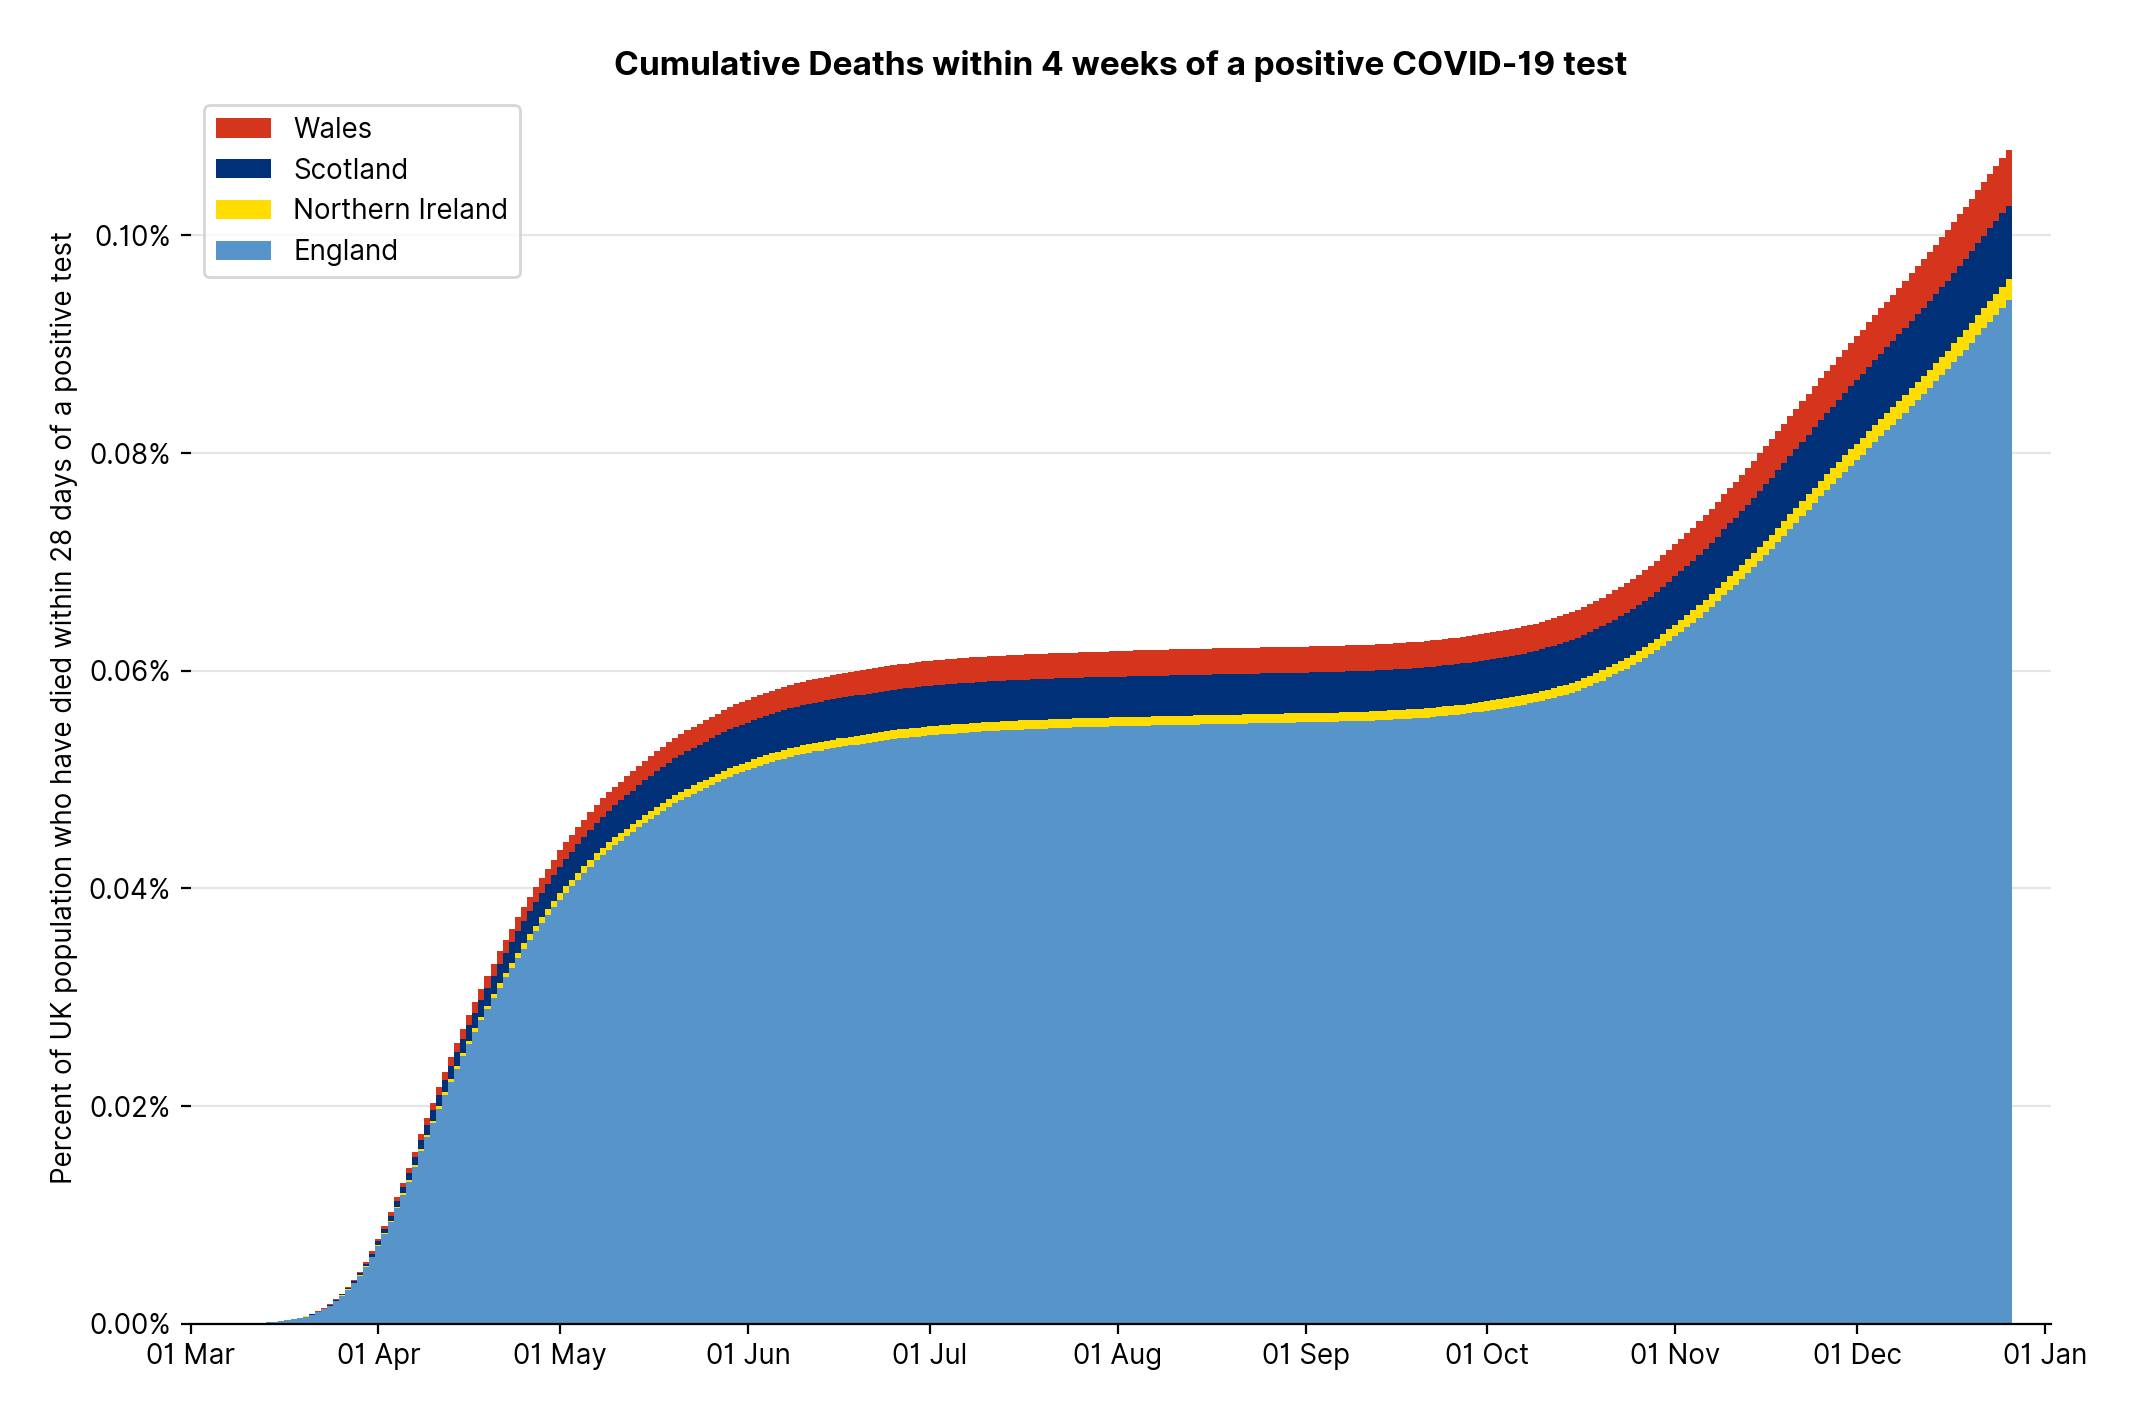 Cumulative Deaths within 4 weeks of a positive COVID-19 test
Wales
Scotland
Northern Ireland
England
Percent of UK population who have died within 28 days of a positive test
0.10%
0.08%
0.06%
0.04%
0.02%
0.00%
01 Mar
01 Apr
01 May
01 Jun
01 Jul
01 Aug
01 Sep
01 Oct
01 Nov
01 Dec
01 Jan